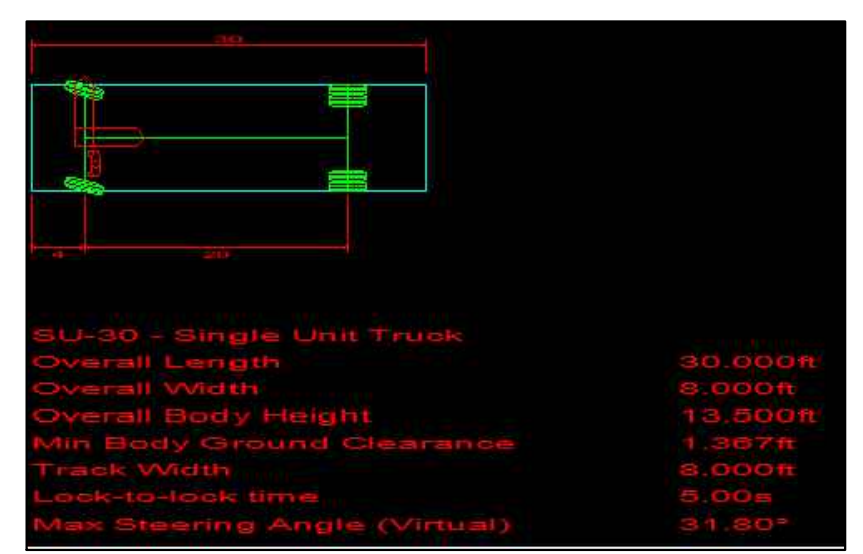 30
4 20
SU-30 - Single Unit Truck
Overall Length 30.000ft
Overall Width 8.000ft
Overall Body Height 13.500ft
Min Body Ground Clearance 1.367ft
Track Width 8.000ft
Lock-to-lock time 5.00s
Max Steering Angle (Virtual) 31.80°